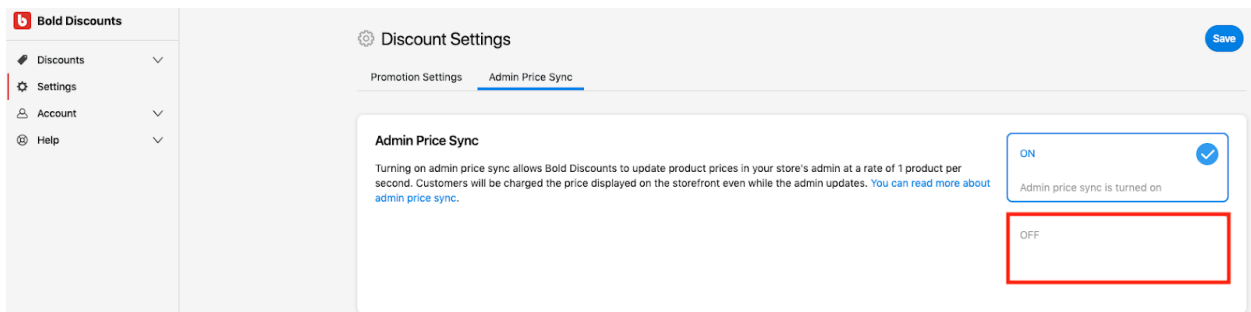 Bold Discounts
Discounts
Settings
Account
Help
Discount Settings
Save
Promotion Settings
Admin Price Sync
Admin Price Sync
Turning on admin price sync allows Bold Discounts to update product prices in your store's admin at a rate of 1 product per
second. Customers will be charged the price displayed on the storefront even while the admin updates. You can read more about
admin price sync.
ON
Admin price sync is turned on
OFF